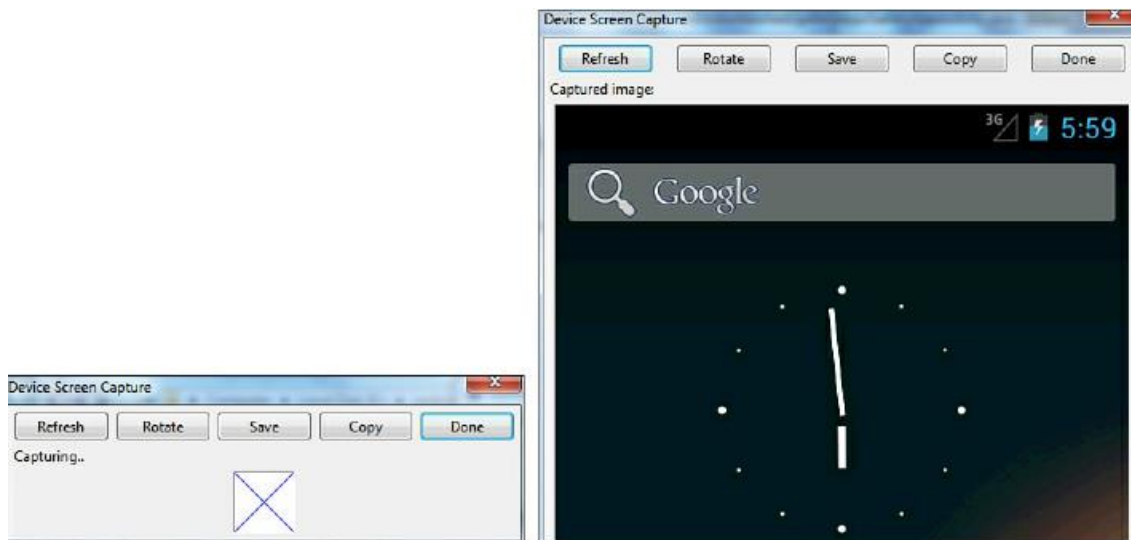 Device Screen Capture
Refresh Rotate Save Copy Done
Capturing..
Device Screen Capture
Refresh Rotate Save Copy Done
Captured image:
3G 5:59
Google